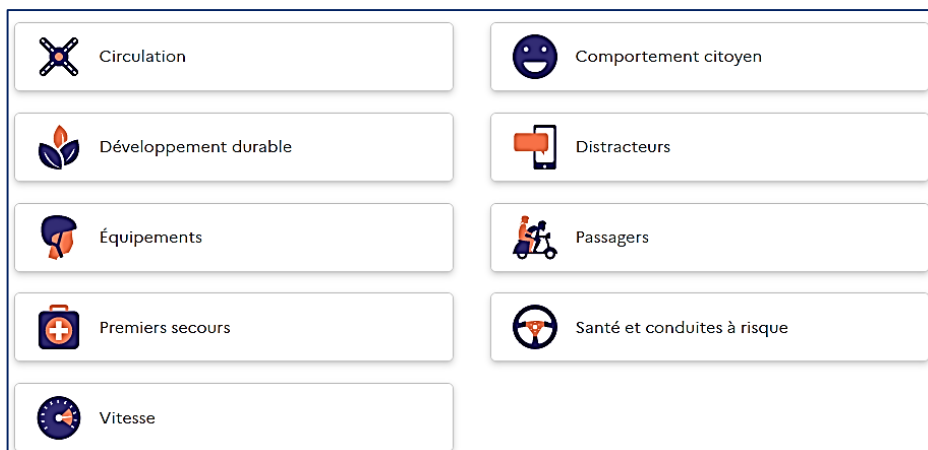 Circulation
Comportement citoyen
Développement durable
Distracteurs
Équipements
Passagers
Premiers secours
Santé et conduites à risque
Vitesse